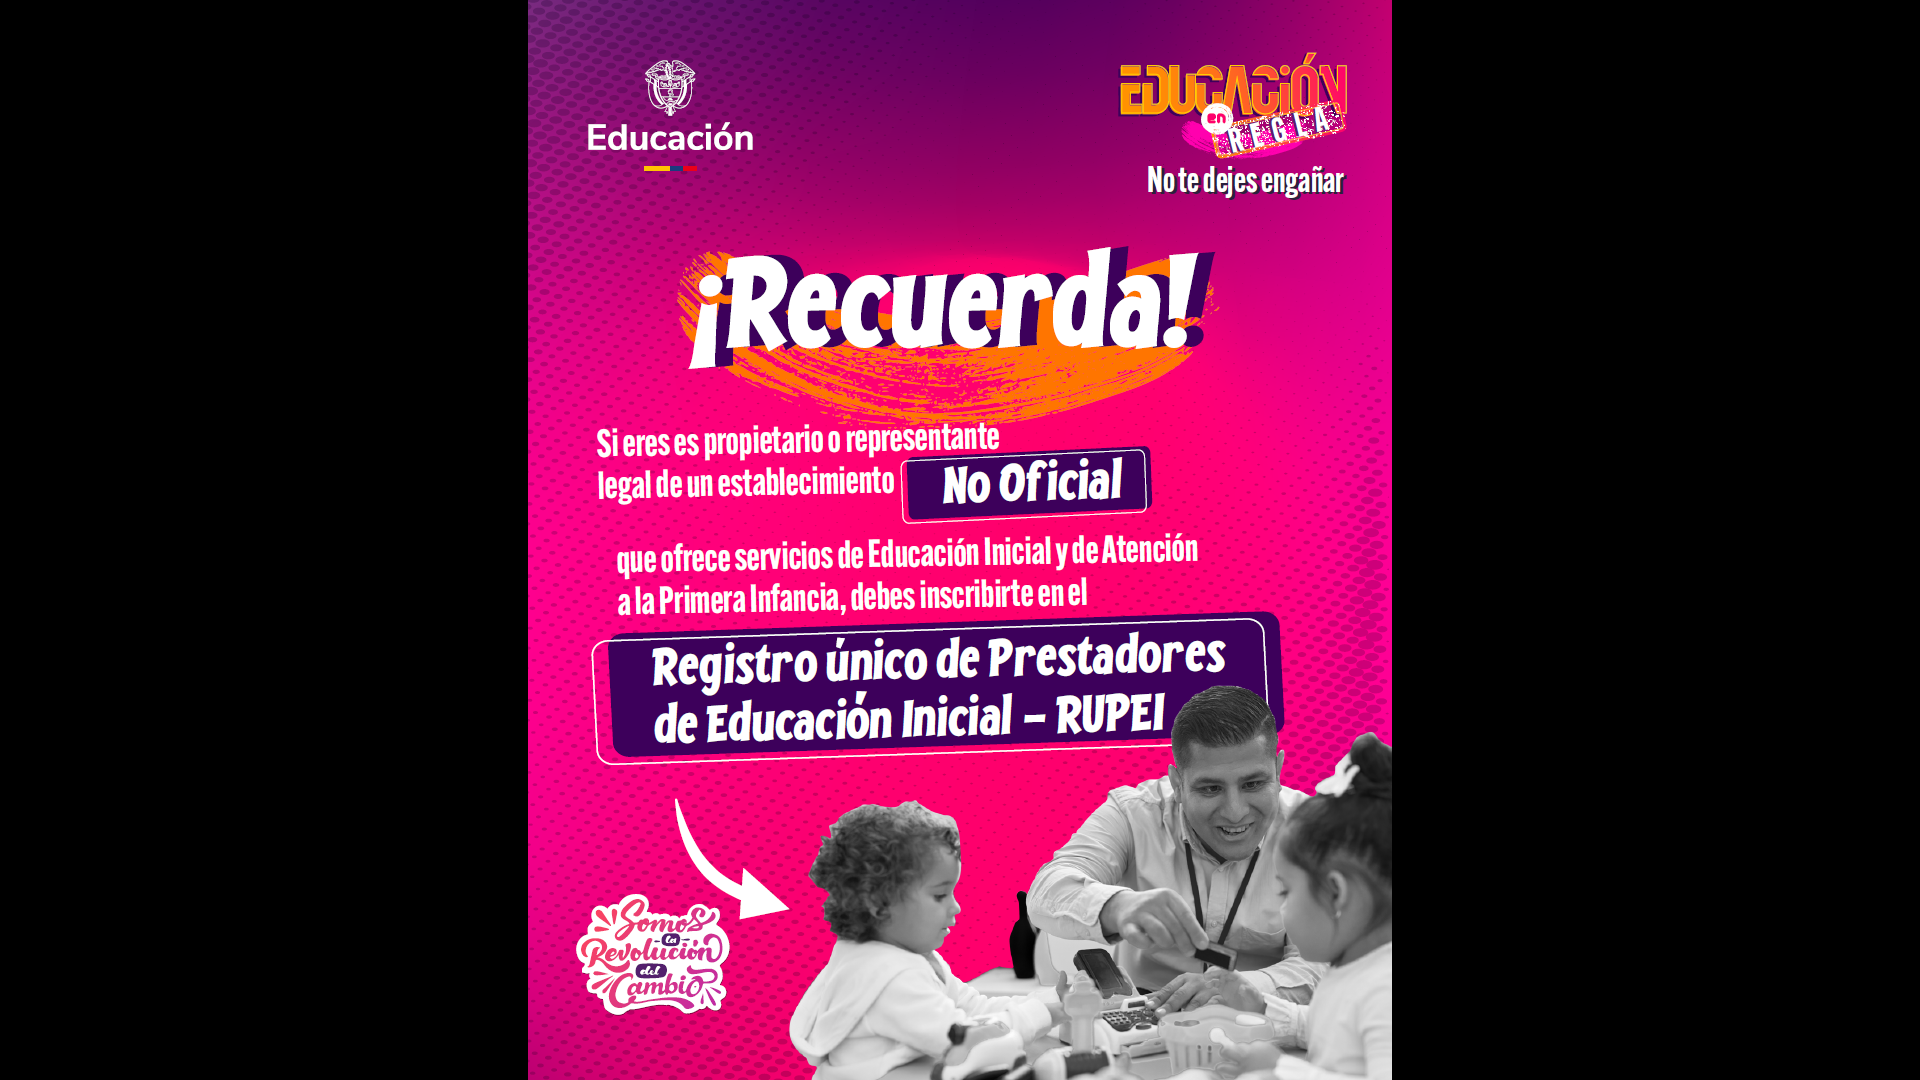 Educación
EDUCACIÓN
en
REGLA
No te dejes engañar
¡Recuerda!
Si eres es propietario o representante
legal de un establecimiento
No Oficial
que ofrece servicios de Educación Inicial y de Atención
a la Primera Infancia, debes inscribirte en el
Registro único de Prestadores
de Educación Inicial – RUPEI
Somos
la
Revolución
del
Cambio